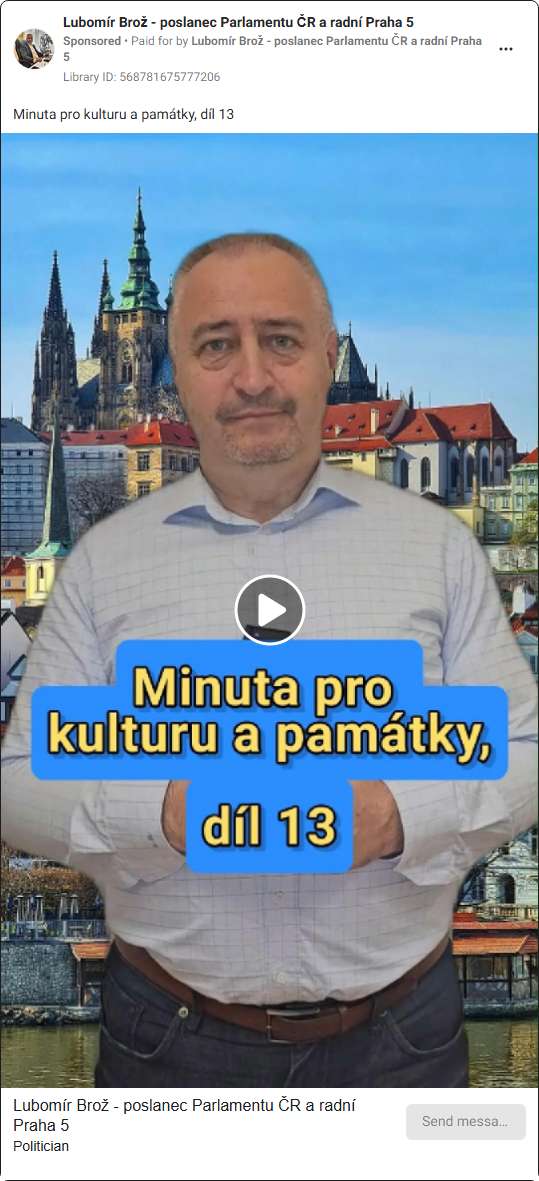 Lubomír Brož - poslanec Parlamentu ČR a radní Praha 5
Sponsored • Paid for by Lubomír Brož - poslanec Parlamentu ČR a radní Praha
5
Library ID: 568781675777206
Minuta pro kulturu a památky, díl 13
Minuta pro
kulturu a památky,
díl 13
Lubomír Brož - poslanec Parlamentu ČR a radní
Praha 5
Politician
Send messa...